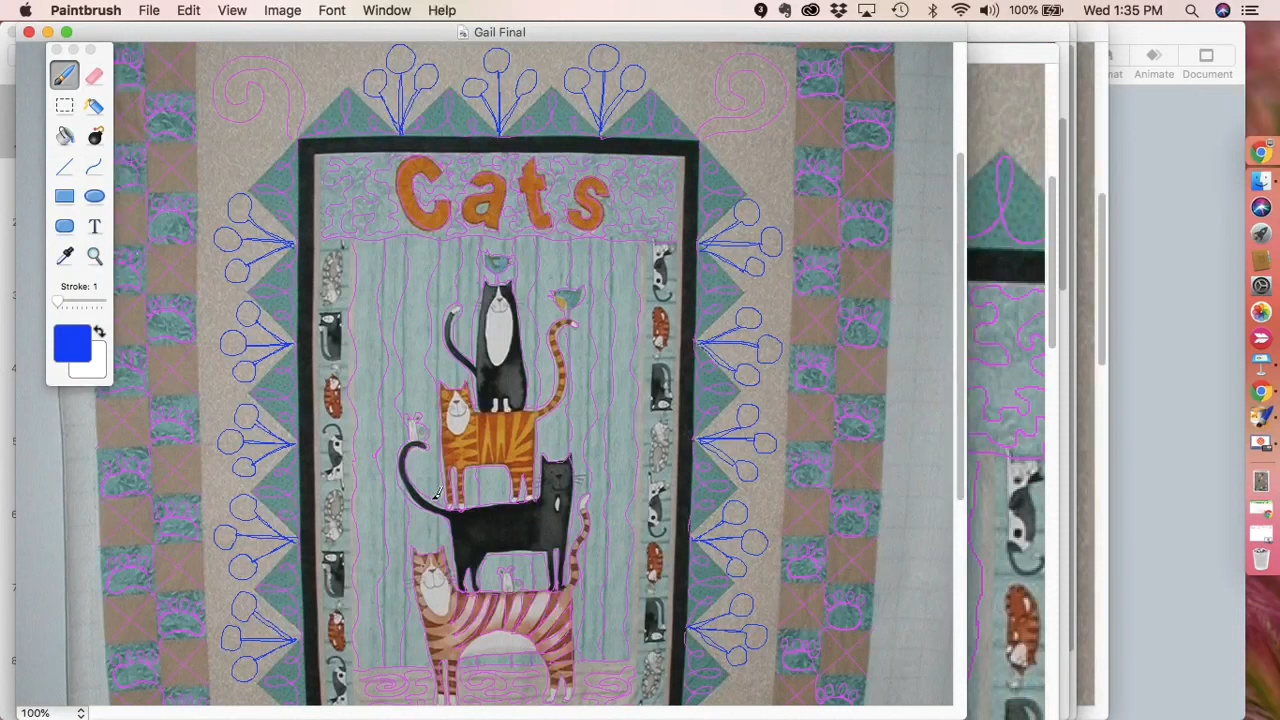 Paintbrush File Edit View Image Font Window Help 100% Wed 1:35 PM
Gail Final
Animate Document
Cats
Stroke: 1
100%